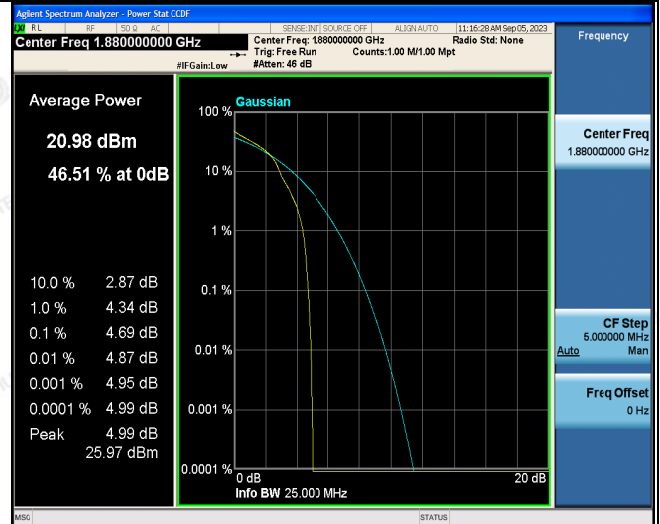 Agilent Spectrum Analyzer - Power Stat CCDF
RL RF 50 Ω AC SENSE:INT SOURCE OFF ALIGN AUTO 11:16:28 AM Sep 05, 2023
Center Freq 1.880000000 GHz
Center Freq: 1.880000000 GHz Radio Std: None
Trig: Free Run Counts:1.00 M/1.00 Mpt
#IFGain:Low #Atten: 46 dB
Frequency
Average Power
20.98 dBm
46.51 % at 0dB
10.0 % 2.87 dB
1.0 % 4.34 dB
0.1 % 4.69 dB
0.01 % 4.87 dB
0.001 % 4.95 dB
0.0001 % 4.99 dB
Peak 4.99 dB
25.97 dBm
Gaussian
100 %
10 %
1 %
0.1 %
0.01 %
0.001 %
0.0001 %
0 dB 20 dB
Info BW 25.000 MHz
Center Freq
1.880000000 GHz
CF Step
5.000000 MHz
Auto Man
Freq Offset
0 Hz
MSG STATUS